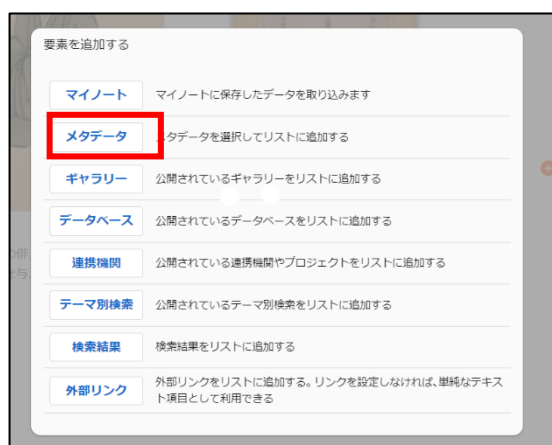 要素を追加する
マイノート マイノートに保存したデータを取り込みます
メタデータ タデータを選択してリストに追加する
ギャラリー 公開されているギャラリーをリストに追加する
データベース 公開されているデータベースをリストに追加する
連携機関 公開されている連携機関やプロジェクトをリストに追加する
テーマ別検索 公開されているテーマ別検索をリストに追加する
検索結果 検索結果をリストに追加する
外部リンク 外部リンクをリストに追加する。リンクを設定しなければ、単純なテキス
ト項目として利用できる